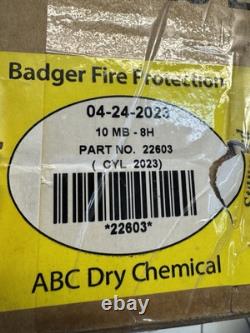 Badger Fire Protection
04-24-2023
10 MB - 8H
PART NO. 22603
( CYL 2023)
*22603*
ABC Dry Chemical